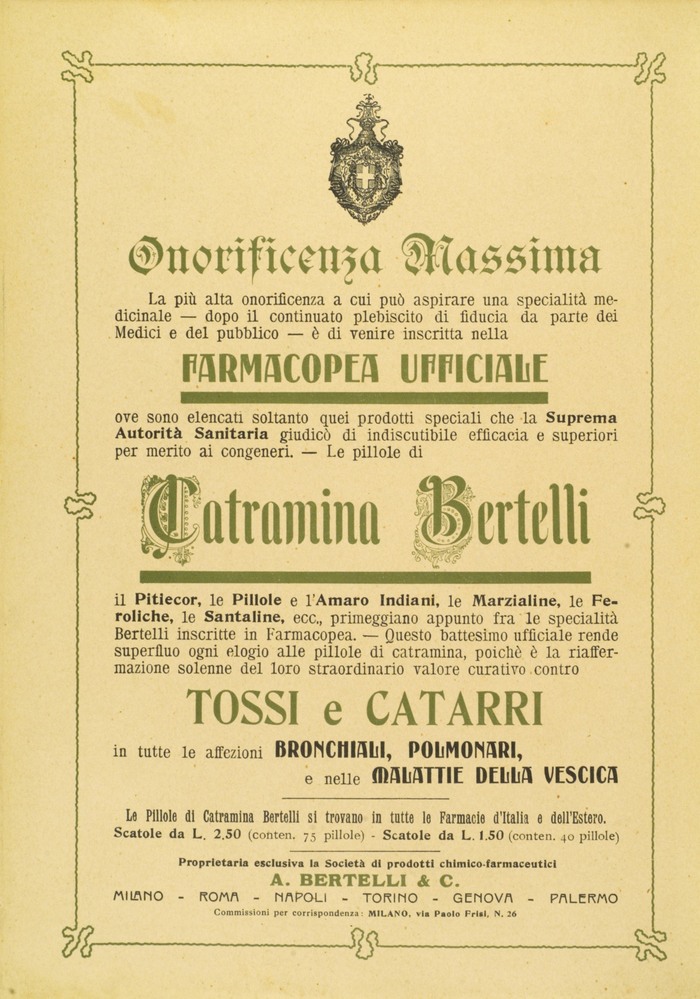 Onorificenza Massima
La più alta onorificenza a cui può aspirare una specialità me-
dicinale — dopo il continuato plebiscito di fiducia da parte dei
Medici e del pubblico — è di venire inscritta nella
FARMACOPEA UFFICIALE
ove sono elencati soltanto quei prodotti speciali che la Suprema
Autorità Sanitaria giudicò di indiscutibile efficacia e superiori
per merito ai congeneri. — Le pillole di
Catramina Bertelli
il Pitiecor, le Pillole e l'Amaro Indiani, le Marzialine, le Fe-
roliche, le Santaline, ecc., primeggiano appunto fra le specialità
Bertelli inscritte in Farmacopea. — Questo battesimo ufficiale rende
superfluo ogni elogio alle pillole di catramina, poichè è la riaffer-
mazione solenne del loro straordinario valore curativo contro
TOSSI e CATARRI
in tutte le affezioni BRONCHIALI, POLMONARI,
e nelle MALATTIE DELLA VESCICA
Le Pillole di Catramina Bertelli si trovano in tutte le Farmacie d'Italia e dell'Estero.
Scatole da L. 2.50 (conten. 75 pillole) - Scatole da L. 1.50 (conten. 40 pillole)
Proprietaria esclusiva la Società di prodotti chimico-farmaceutici
A. BERTELLI & C.
MILANO - ROMA - NAPOLI - TORINO - GENOVA - PALERMO
Commissioni per corrispondenza: MILANO, via Paolo Frisi, N. 26